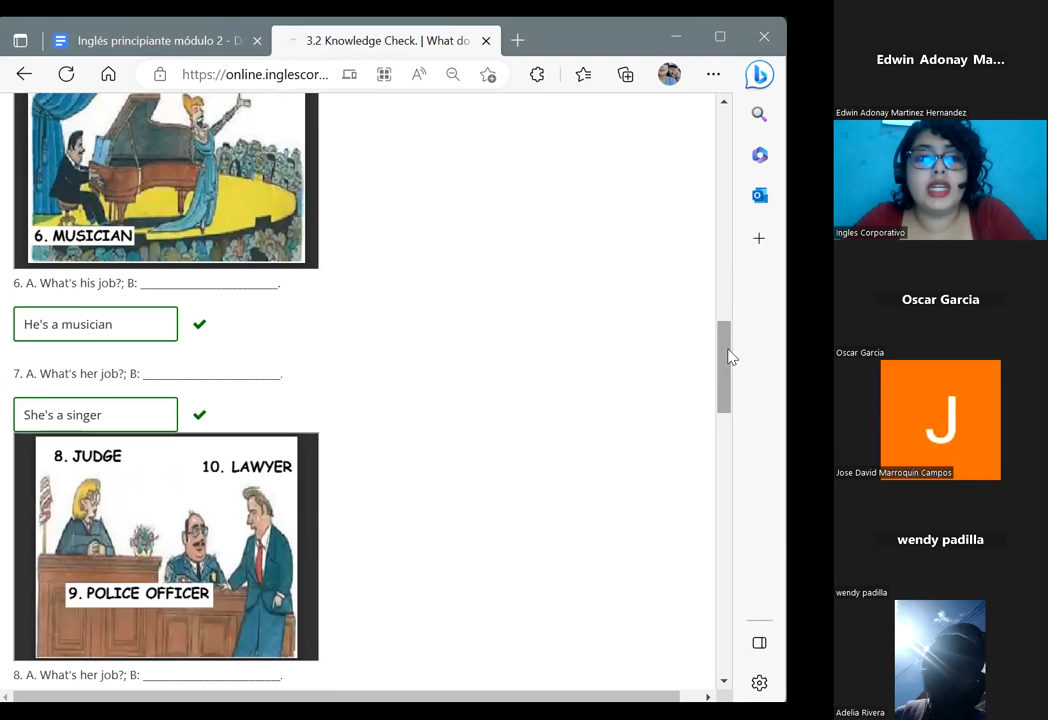 Inglés principiante módulo 2 - D
3.2 Knowledge Check. | What do
https://online.inglescor...
6. MUSICIAN
6. A. What's his job?; B: _________________________.
He's a musician
7. A. What's her job?; B: _________________________.
She's a singer
8. JUDGE
10. LAWYER
9. POLICE OFFICER
8. A. What's her job?; B: _________________________.
Edwin Adonay Ma...
Edwin Adonay Martinez Hernandez
Ingles Corporativo
Oscar Garcia
Oscar Garcia
J
Jose David Marroquin Campos
wendy padilla
wendy padilla
Adelia Rivera